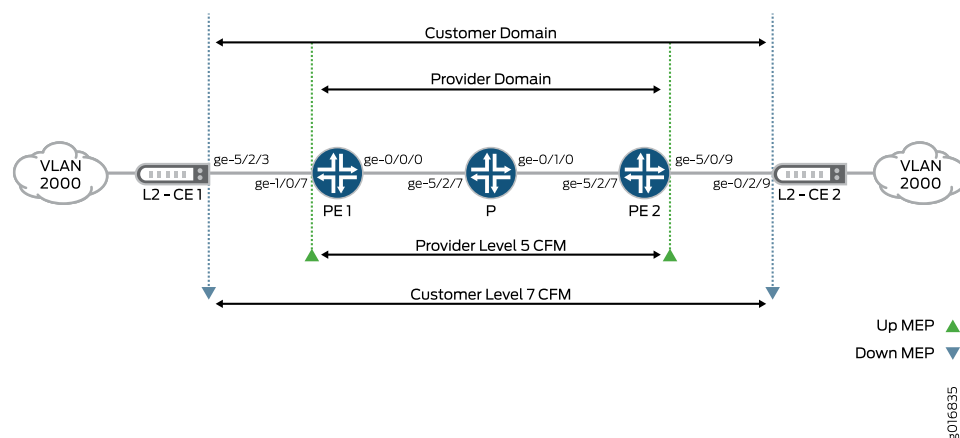 Customer Domain
Provider Domain
VLAN
2000
ge-5/2/3
ge-0/0/0
ge-0/1/0
ge-5/0/9
VLAN
2000
ge-1/0/7
ge-5/2/7
ge-5/2/7
ge-0/2/9
L2 - CE 1
PE 1
P
PE 2
L2 - CE 2
Provider Level 5 CFM
Customer Level 7 CFM
Up MEP
Down MEP
g016835